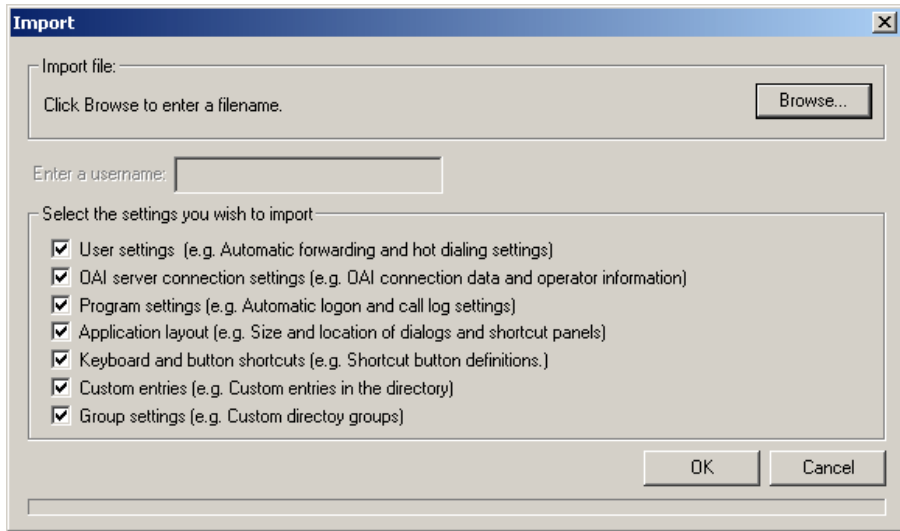 Import
Import file:
Click Browse to enter a filename.
Browse...
Enter a username:
Select the settings you wish to import
User settings  (e.g. Automatic forwarding and hot dialing settings)
OAI server connection settings (e.g. OAI connection data and operator information)
Program settings (e.g. Automatic logon and call log settings)
Application layout (e.g. Size and location of dialogs and shortcut panels)
Keyboard and button shortcuts (e.g. Shortcut button definitions.)
Custom entries (e.g. Custom entries in the directory)
Group settings (e.g. Custom directoy groups)
OK Cancel